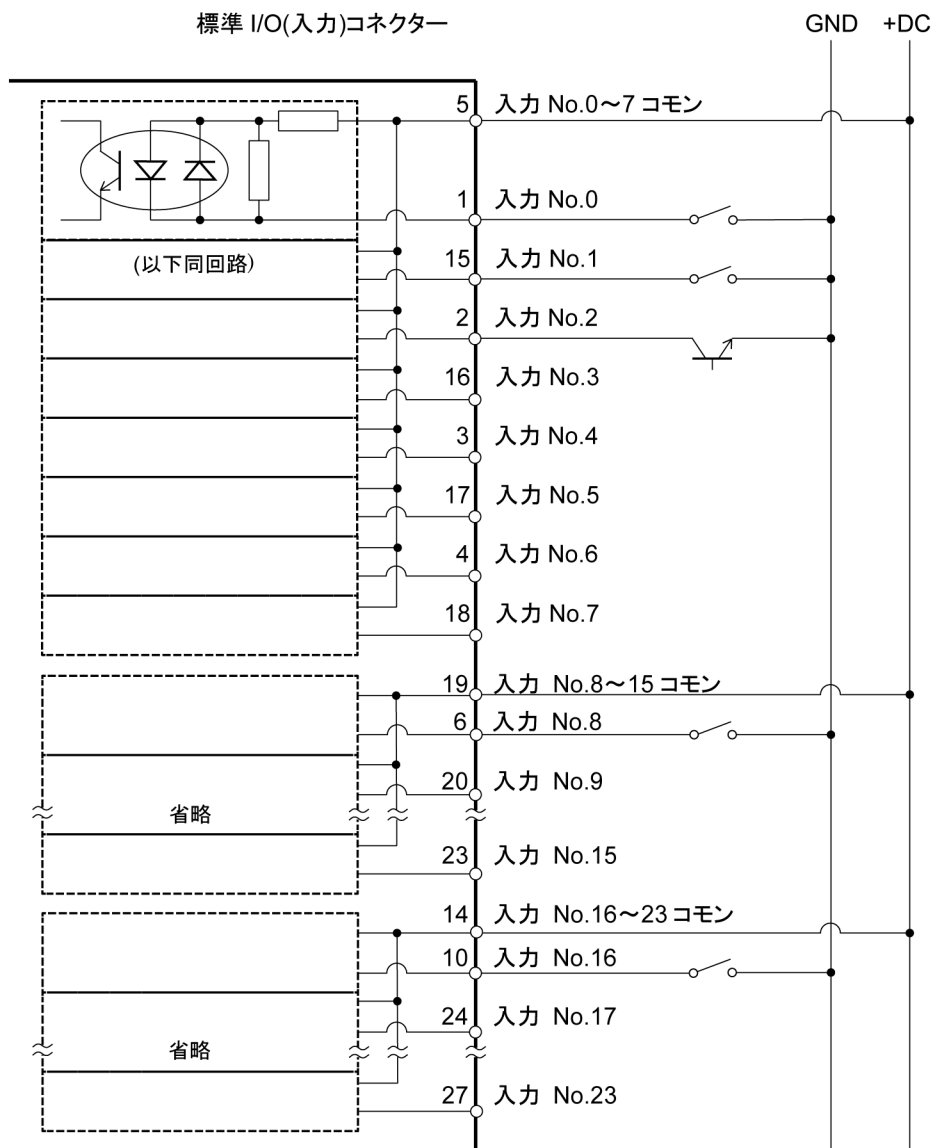 標準 I/O(入力)コネクター
GND +DC
5 入力 No.0～7 コモン
1 入力 No.0
(以下同回路)
15 入力 No.1
2 入力 No.2
16 入力 No.3
3 入力 No.4
17 入力 No.5
4 入力 No.6
18 入力 No.7
19 入力 No.8～15 コモン
6 入力 No.8
20 入力 No.9
省略
23 入力 No.15
14 入力 No.16～23 コモン
10 入力 No.16
24 入力 No.17
省略
27 入力 No.23